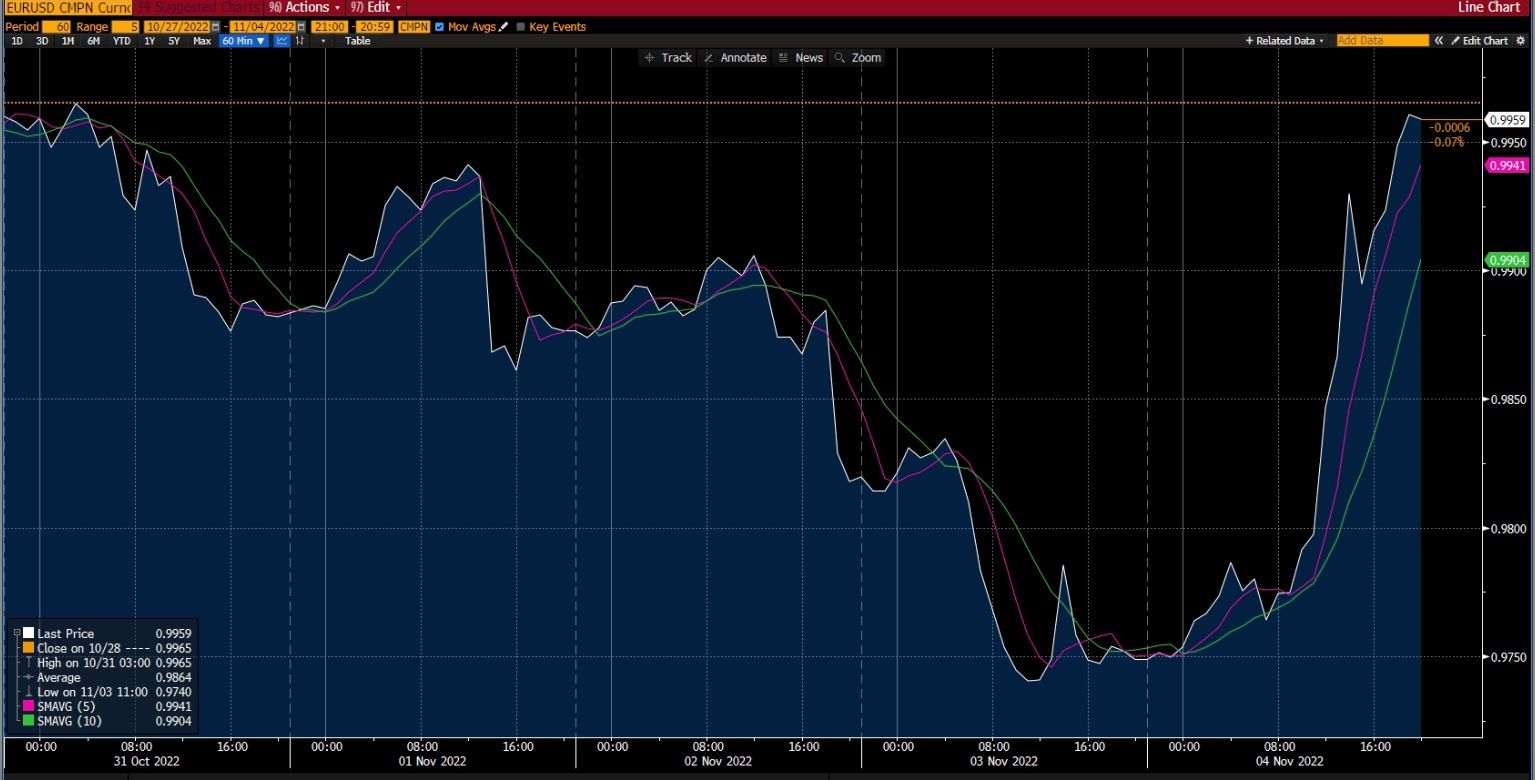 EURUSD CMPN Curnc 94) Suggested Charts 96) Actions 97) Edit Line Chart
Period 60 Range 5 10/27/2022 - 11/04/2022 21:00 - 20:59 CMPN Mov Avgs Key Events
1D 3D 1M 6M YTD 1Y 5Y Max 60 Min ▼ Table + Related Data Add Data « Edit Chart
Track Annotate News Zoom
0.9959
-0.0006
-0.07%
0.9950
0.9941
0.9904
0.9900
0.9850
0.9800
0.9750
Last Price 0.9959
Close on 10/28 ---- 0.9965
High on 10/31 03:00 0.9965
Average 0.9864
Low on 11/03 11:00 0.9740
SMAVG (5) 0.9941
SMAVG (10) 0.9904
00:00 08:00 16:00 00:00 08:00 16:00 00:00 08:00 16:00 00:00 08:00 16:00 00:00 08:00 16:00
31 Oct 2022 01 Nov 2022 02 Nov 2022 03 Nov 2022 04 Nov 2022